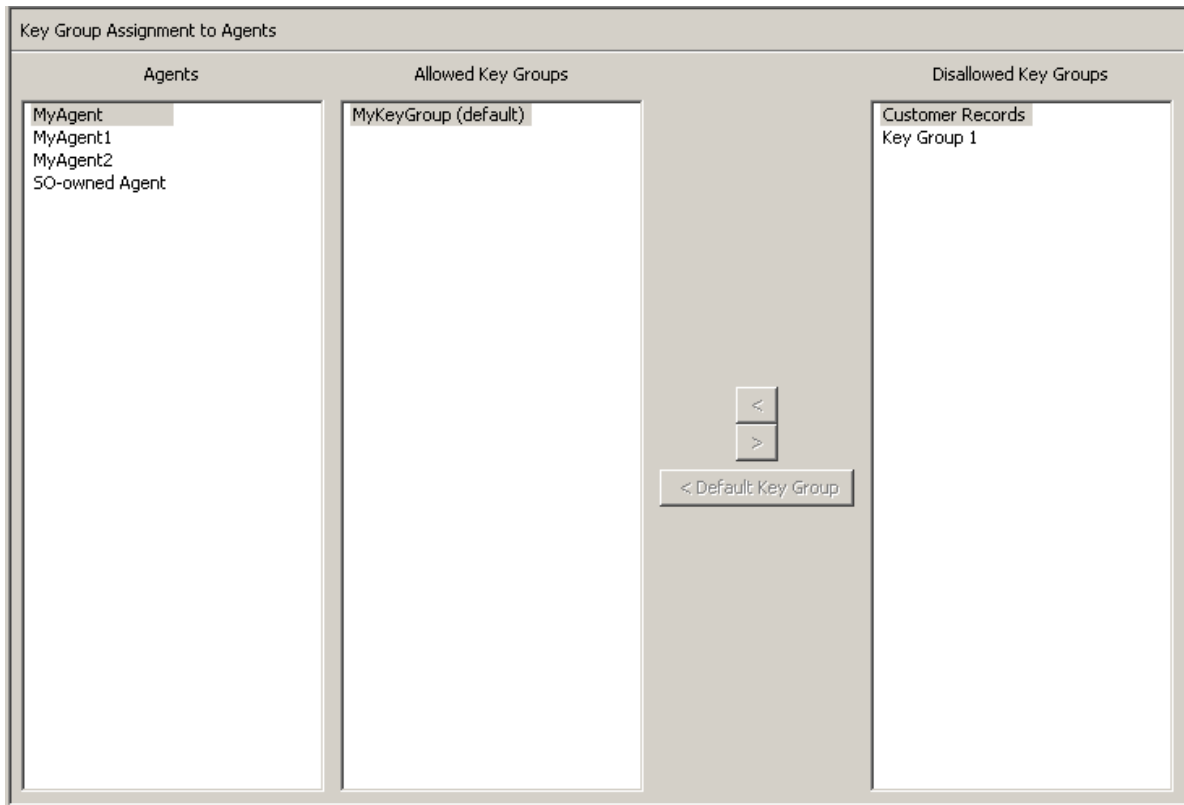 Key Group Assignment to Agents
Agents
Allowed Key Groups
Disallowed Key Groups
MyAgent
MyAgent1
MyAgent2
SO-owned Agent
MyKeyGroup (default)
<
>
< Default Key Group
Customer Records
Key Group 1